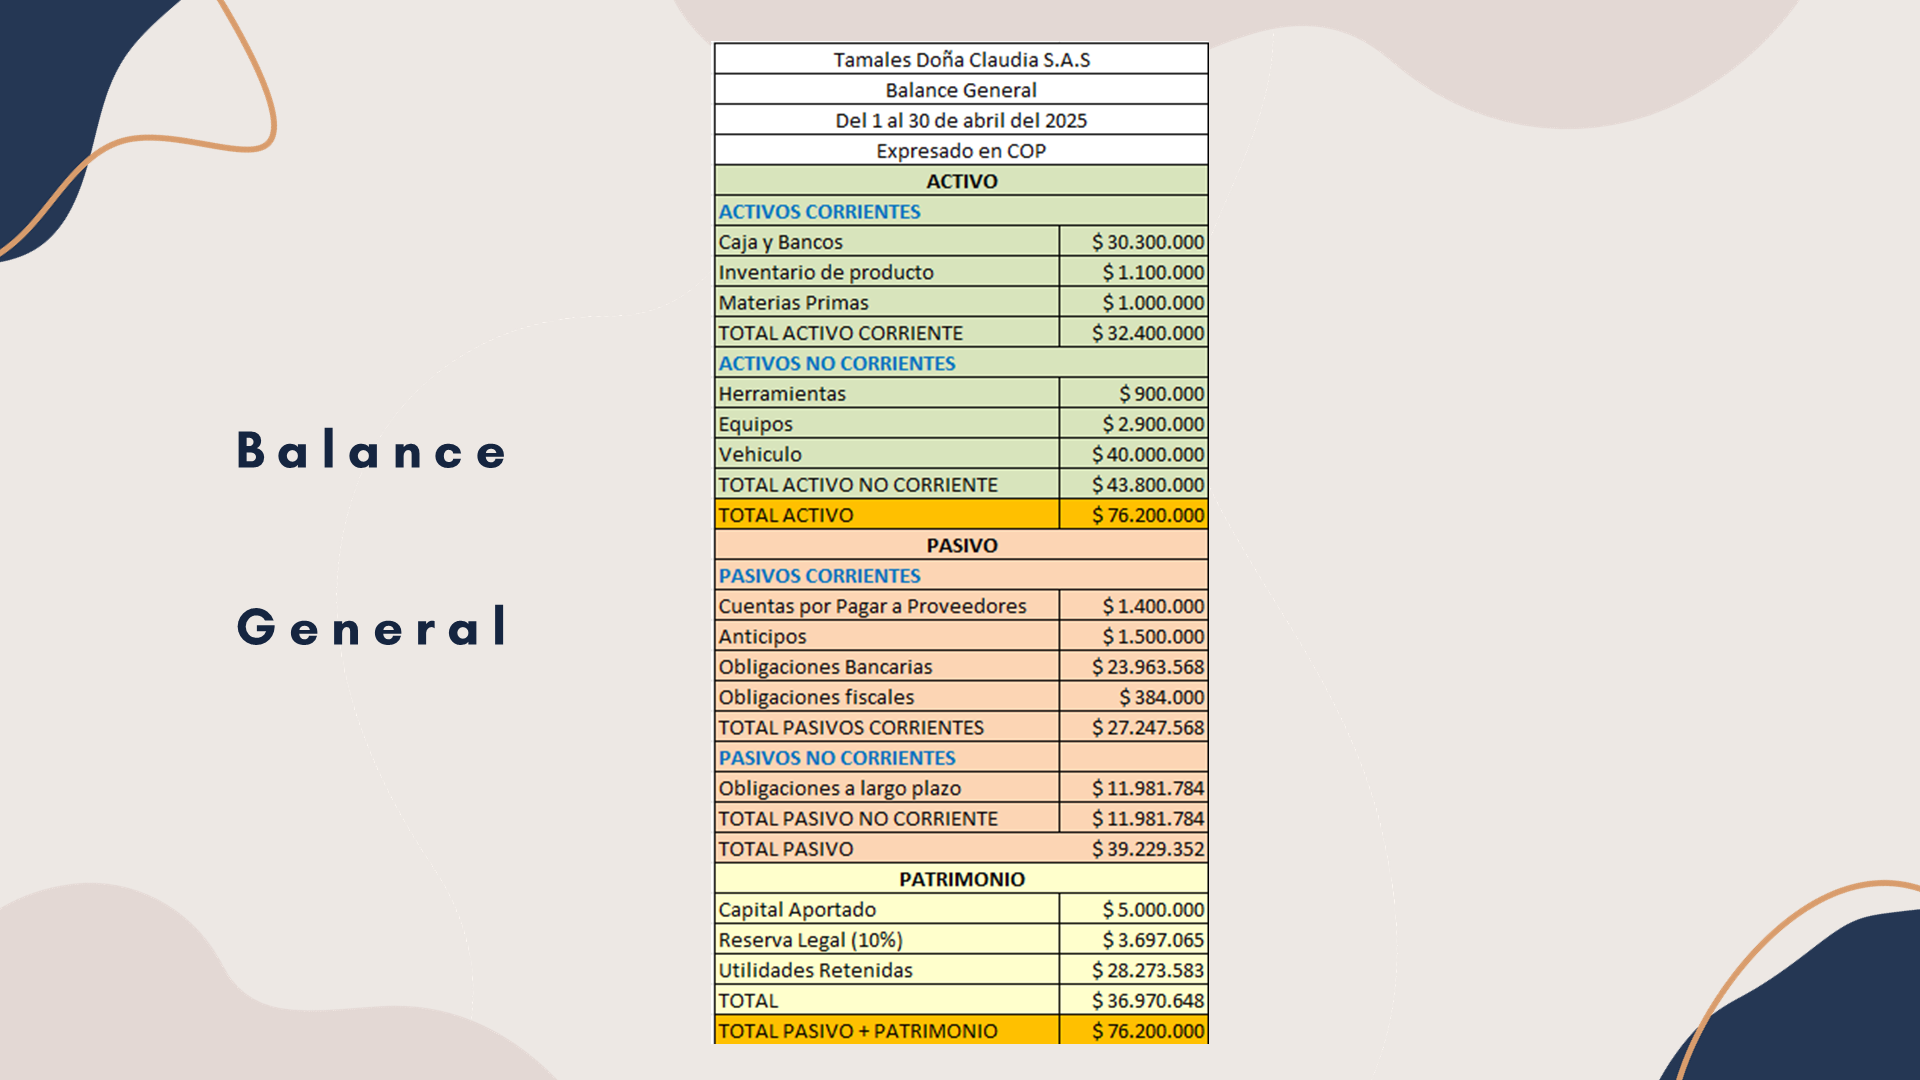 Balance
General
Tamales Doña Claudia S.A.S
Balance General
Del 1 al 30 de abril del 2025
Expresado en COP
ACTIVO
ACTIVOS CORRIENTES
Caja y Bancos $ 30.300.000
Inventario de producto $ 1.100.000
Materias Primas $ 1.000.000
TOTAL ACTIVO CORRIENTE $ 32.400.000
ACTIVOS NO CORRIENTES
Herramientas $ 900.000
Equipos $ 2.900.000
Vehiculo $ 40.000.000
TOTAL ACTIVO NO CORRIENTE $ 43.800.000
TOTAL ACTIVO $ 76.200.000
PASIVO
PASIVOS CORRIENTES
Cuentas por Pagar a Proveedores $ 1.400.000
Anticipos $ 1.500.000
Obligaciones Bancarias $ 23.963.568
Obligaciones fiscales $ 384.000
TOTAL PASIVOS CORRIENTES $ 27.247.568
PASIVOS NO CORRIENTES
Obligaciones a largo plazo $ 11.981.784
TOTAL PASIVO NO CORRIENTE $ 11.981.784
TOTAL PASIVO $ 39.229.352
PATRIMONIO
Capital Aportado $ 5.000.000
Reserva Legal (10%) $ 3.697.065
Utilidades Retenidas $ 28.273.583
TOTAL $ 36.970.648
TOTAL PASIVO + PATRIMONIO $ 76.200.000